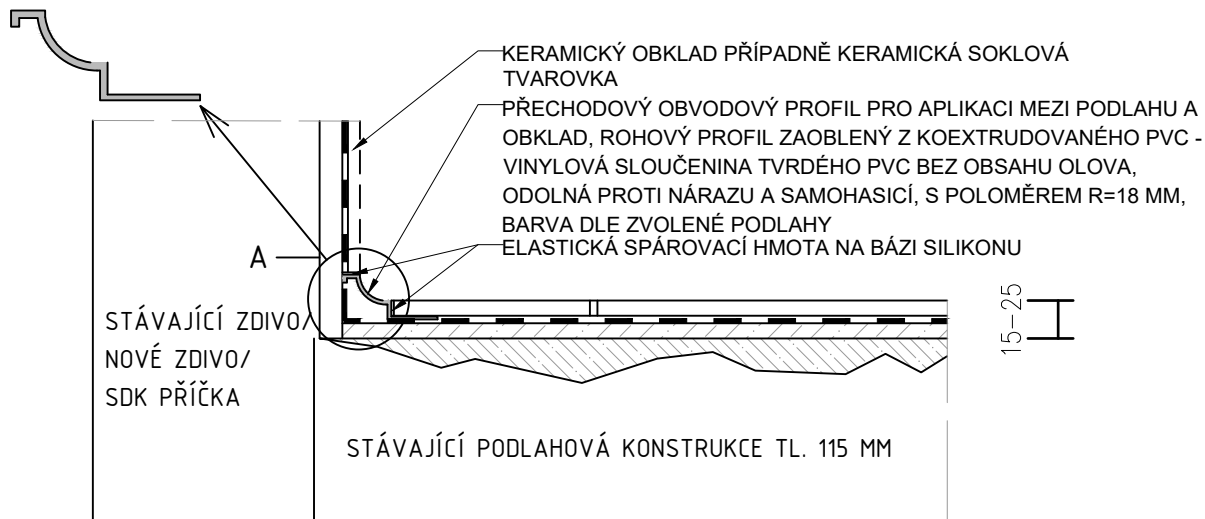 KERAMICKÝ OBKLAD PŘÍPADNĚ KERAMICKÁ SOKLOVÁ
TVAROVKA
PŘECHODOVÝ OBVODOVÝ PROFIL PRO APLIKACI MEZI PODLAHU A
OBKLAD, ROHOVÝ PROFIL ZAOBLENÝ Z KOEXTRUDOVANÉHO PVC -
VINYLOVÁ SLOUČENINA TVRDÉHO PVC BEZ OBSAHU OLOVA,
ODOLNÁ PROTI NÁRAZU A SAMOHASICÍ, S POLOMĚREM R=18 MM,
BARVA DLE ZVOLENÉ PODLAHY
ELASTICKÁ SPÁROVACÍ HMOTA NA BÁZI SILIKONU
A
STÁVAJÍCÍ ZDIVO/
NOVÉ ZDIVO/
SDK PŘÍČKA
15-25
STÁVAJÍCÍ PODLAHOVÁ KONSTRUKCE TL. 115 MM